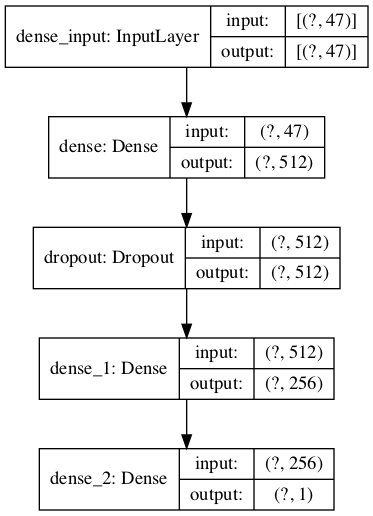 dense_input: InputLayer
input: [(?, 47)]
output: [(?, 47)]
dense: Dense
input: (?, 47)
output: (?, 512)
dropout: Dropout
input: (?, 512)
output: (?, 512)
dense_1: Dense
input: (?, 512)
output: (?, 256)
dense_2: Dense
input: (?, 256)
output: (?, 1)